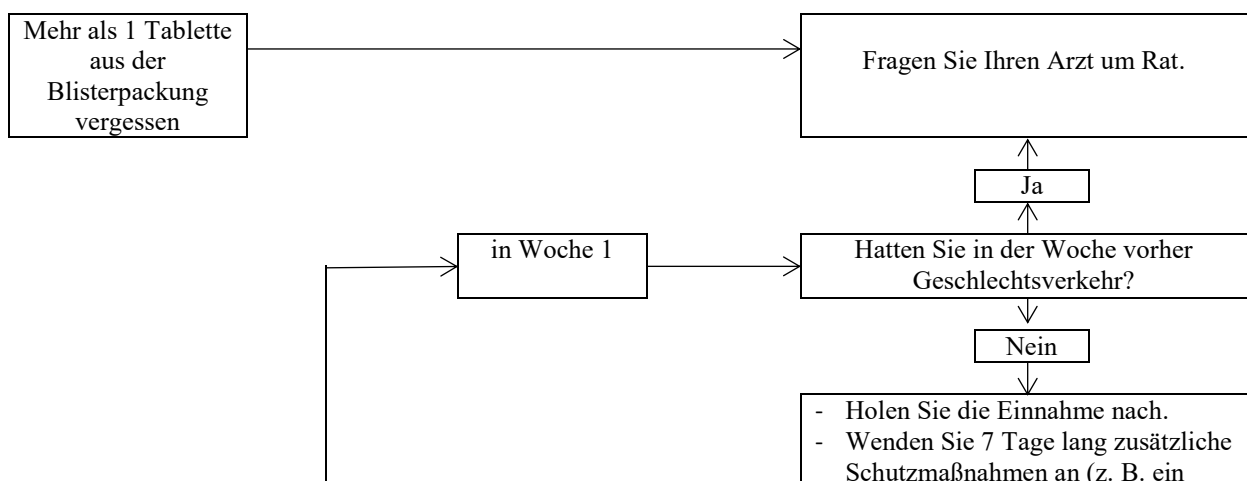 Mehr als 1 Tablette
aus der
Blisterpackung
vergessen
Fragen Sie Ihren Arzt um Rat.
Ja
in Woche 1
Hatten Sie in der Woche vorher
Geschlechtsverkehr?
Nein
- Holen Sie die Einnahme nach.
- Wenden Sie 7 Tage lang zusätzliche
Schutzmaßnahmen an (z. B. ein